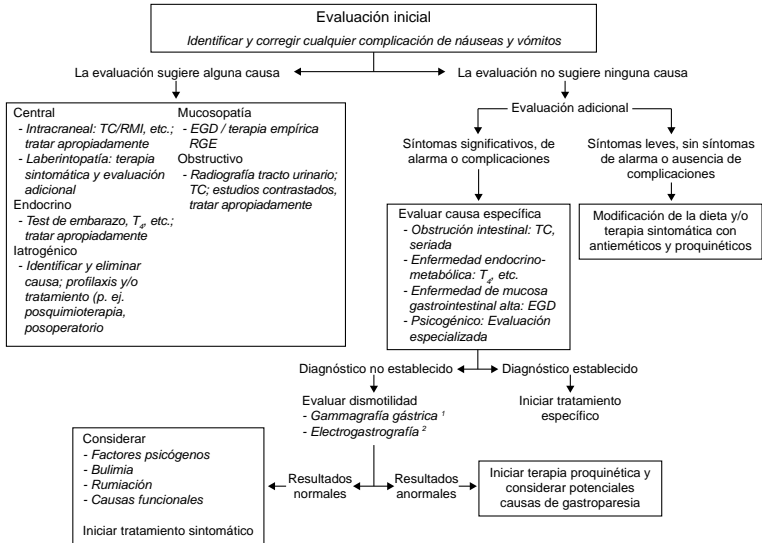 Evaluación inicial
Identificar y corregir cualquier complicación de náuseas y vómitos
La evaluación sugiere alguna causa
La evaluación no sugiere ninguna causa
Central
- Intracraneal: TC/RMI, etc.;
tratar apropiadamente
- Laberintopatía: terapia
sintomática y evaluación
adicional
Endocrino
- Test de embarazo, T4, etc.;
tratar apropiadamente
Iatrogénico
- Identificar y eliminar
causa; profilaxis y/o
tratamiento (p. ej.
posquimioterapia,
posoperatorio
Mucosopatía
- EGD / terapia empírica
RGE
Obstructivo
- Radiografía tracto urinario;
TC; estudios contrastados,
tratar apropiadamente
Evaluación adicional
Síntomas significativos, de
alarma o complicaciones
Síntomas leves, sin síntomas
de alarma o ausencia de
complicaciones
Evaluar causa específica
- Obstrución intestinal: TC,
seriada
- Enfermedad endocrino-
metabólica: T4, etc.
- Enfermedad de mucosa
gastrointestinal alta: EGD
- Psicogénico: Evaluación
especializada
Modificación de la dieta y/o
terapia sintomática con
antieméticos y proquinéticos
Diagnóstico no establecido
Diagnóstico establecido
Evaluar dismotilidad
- Gammagrafía gástrica 1
- Electrogastrografía 2
Iniciar tratamiento
específico
Considerar
- Factores psicógenos
- Bulimia
- Rumiación
- Causas funcionales
Iniciar tratamiento sintomático
Resultados
normales
Resultados
anormales
Iniciar terapia proquinética y
considerar potenciales
causas de gastroparesia